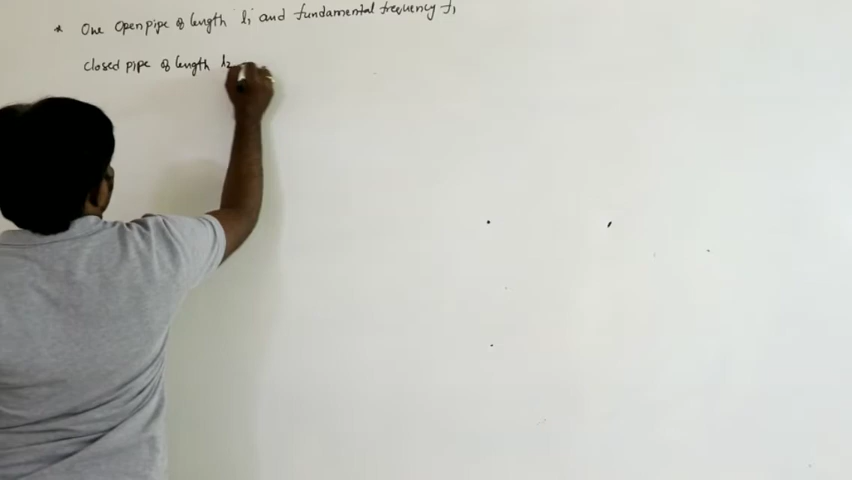 * One Open pipe of length l1 and fundamental frequency f1
closed pipe of length l2